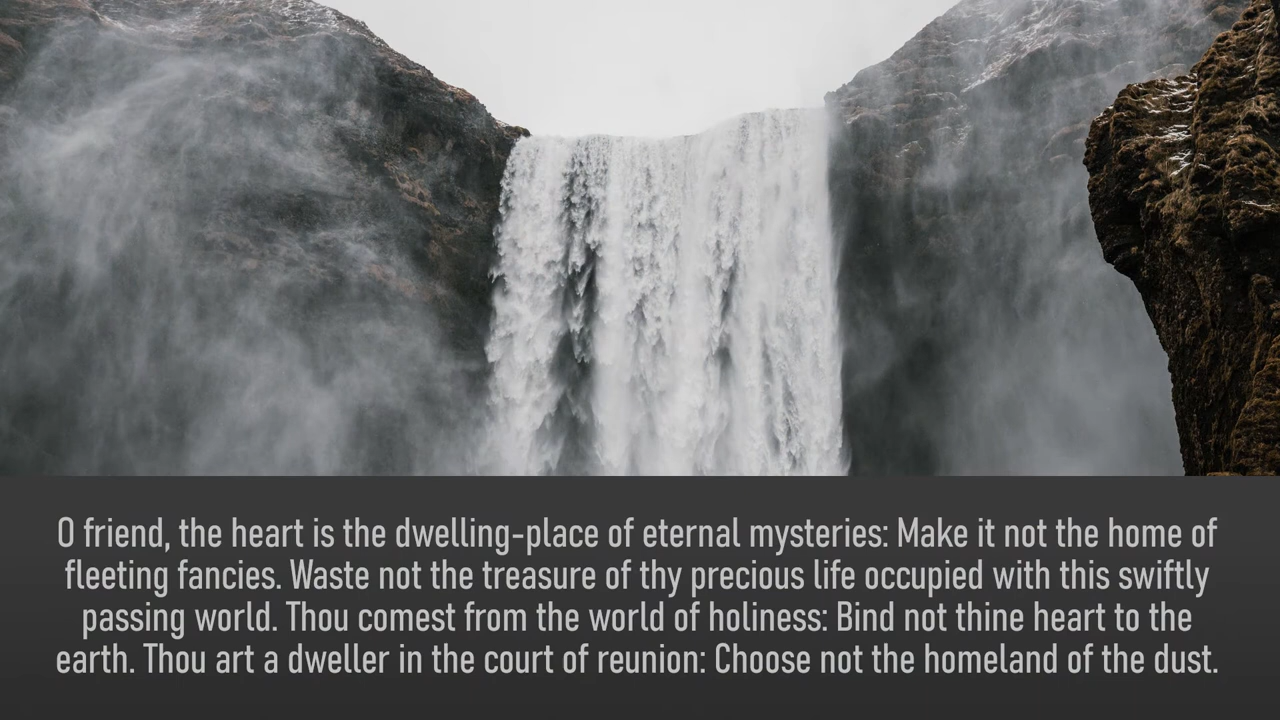 O friend, the heart is the dwelling-place of eternal mysteries: Make it not the home of
fleeting fancies. Waste not the treasure of thy precious life occupied with this swiftly
passing world. Thou comest from the world of holiness: Bind not thine heart to the
earth. Thou art a dweller in the court of reunion: Choose not the homeland of the dust.